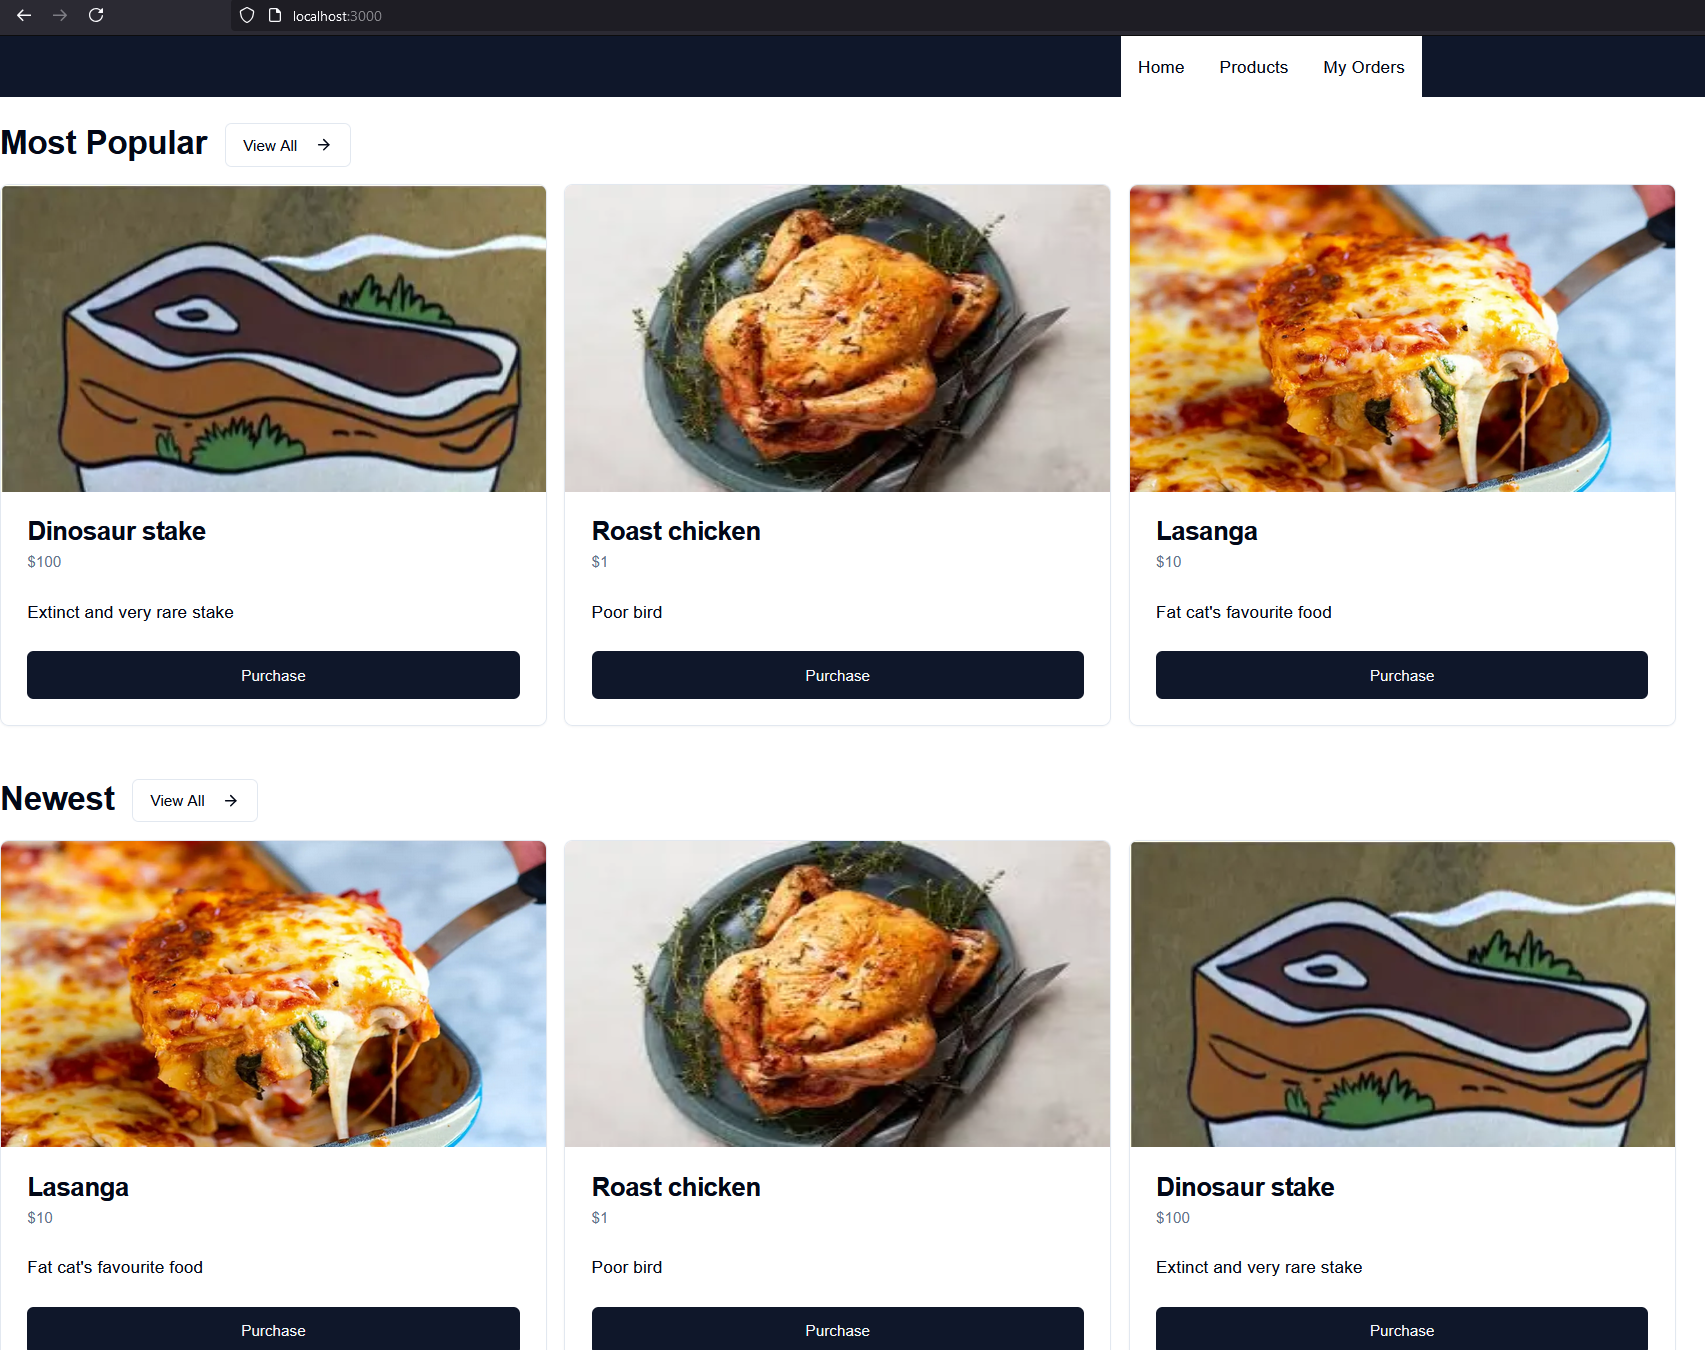 localhost:3000
Home Products My Orders
Most Popular View All
Dinosaur stake Roast chicken Lasanga
$100 $1 $10
Extinct and very rare stake Poor bird Fat cat's favourite food
Purchase Purchase Purchase
Newest View All
Lasanga Roast chicken Dinosaur stake
$10 $1 $100
Fat cat's favourite food Poor bird Extinct and very rare stake
Purchase Purchase Purchase